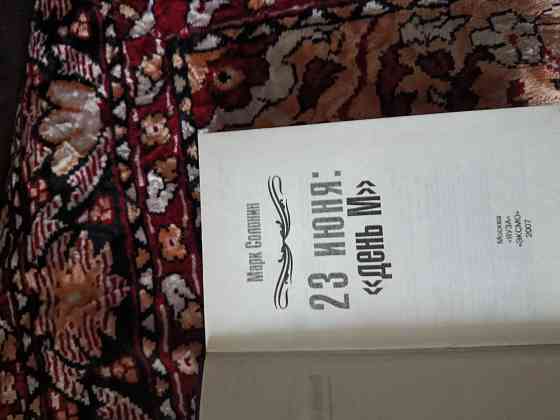 Марк Солонин
23 июня:
«День М»
Москва
«ЯУЗА»
«ЭКСМО»
2007